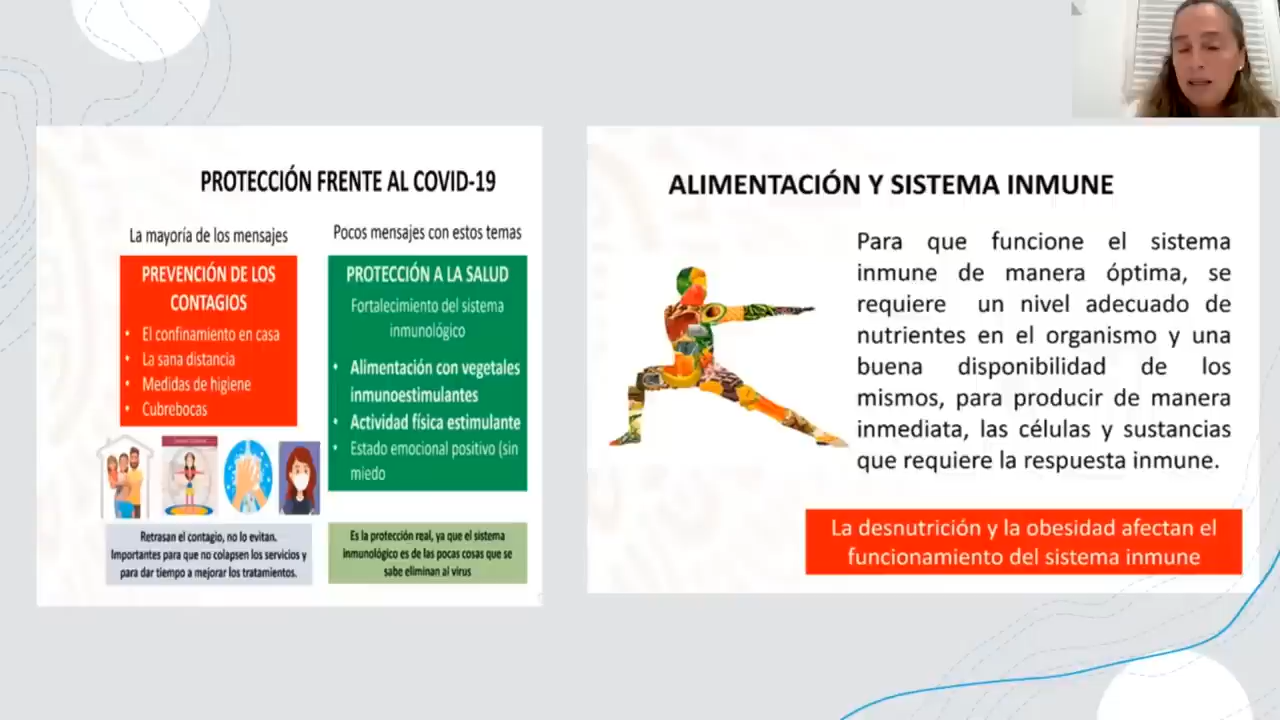 PROTECCIÓN FRENTE AL COVID-19
La mayoría de los mensajes
PREVENCIÓN DE LOS
CONTAGIOS
• El confinamiento en casa
• La sana distancia
• Medidas de higiene
• Cubrebocas
Retrasan el contagio, no lo evitan.
Importantes para que no colapsen los servicios y
para dar tiempo a mejorar los tratamientos.
Pocos mensajes con estos temas
PROTECCIÓN A LA SALUD
Fortalecimiento del sistema
inmunológico
• Alimentación con vegetales
inmunoestimulantes
• Actividad física estimulante
• Estado emocional positivo (sin
miedo
Es la protección real, ya que el sistema
inmunológico es de las pocas cosas que se
sabe eliminan al virus
ALIMENTACIÓN Y SISTEMA INMUNE
Para que funcione el sistema
inmune de manera óptima, se
requiere un nivel adecuado de
nutrientes en el organismo y una
buena disponibilidad de los
mismos, para producir de manera
inmediata, las células y sustancias
que requiere la respuesta inmune.
La desnutrición y la obesidad afectan el
funcionamiento del sistema inmune